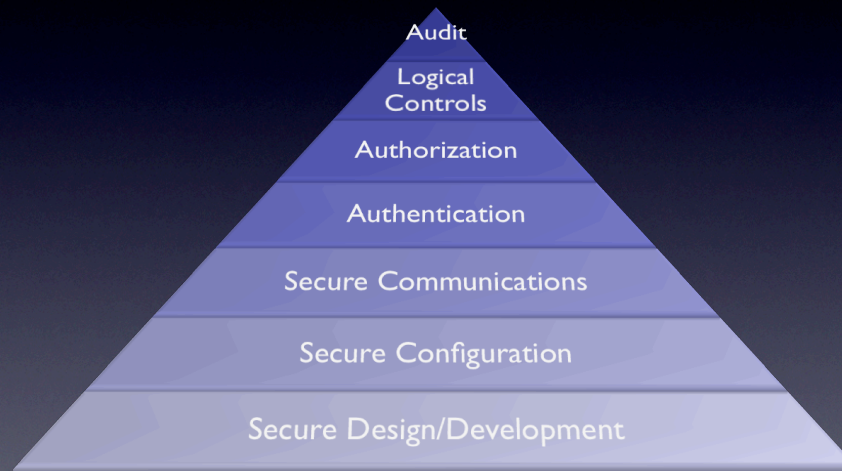 Audit
Logical
Controls
Authorization
Authentication
Secure Communications
Secure Configuration
Secure Design/Development